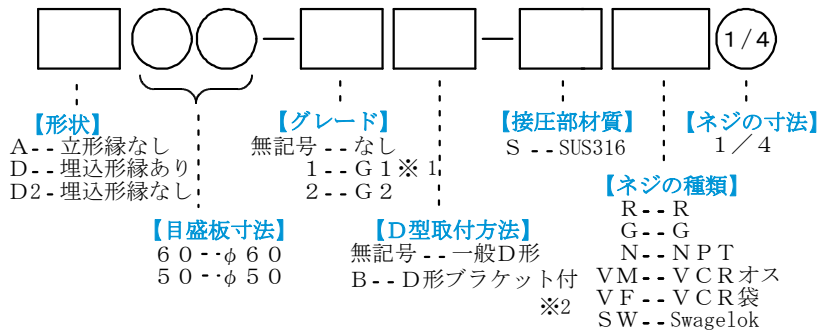 1/4
【形状】
A--立形縁なし
D--埋込形縁あり
D2-埋込形縁なし
【目盛板寸法】
60--φ60
50--φ50
【グレード】
無記号--なし
1--G1※1
2--G2
【D型取付方法】
無記号--一般D形
B--D形ブラケット付
※2
【接圧部材質】
S--SUS316
【ネジの種類】
R--R
G--G
N--NPT
VM--VCRオス
VF--VCR袋
SW--Swagelok
【ネジの寸法】
1/4